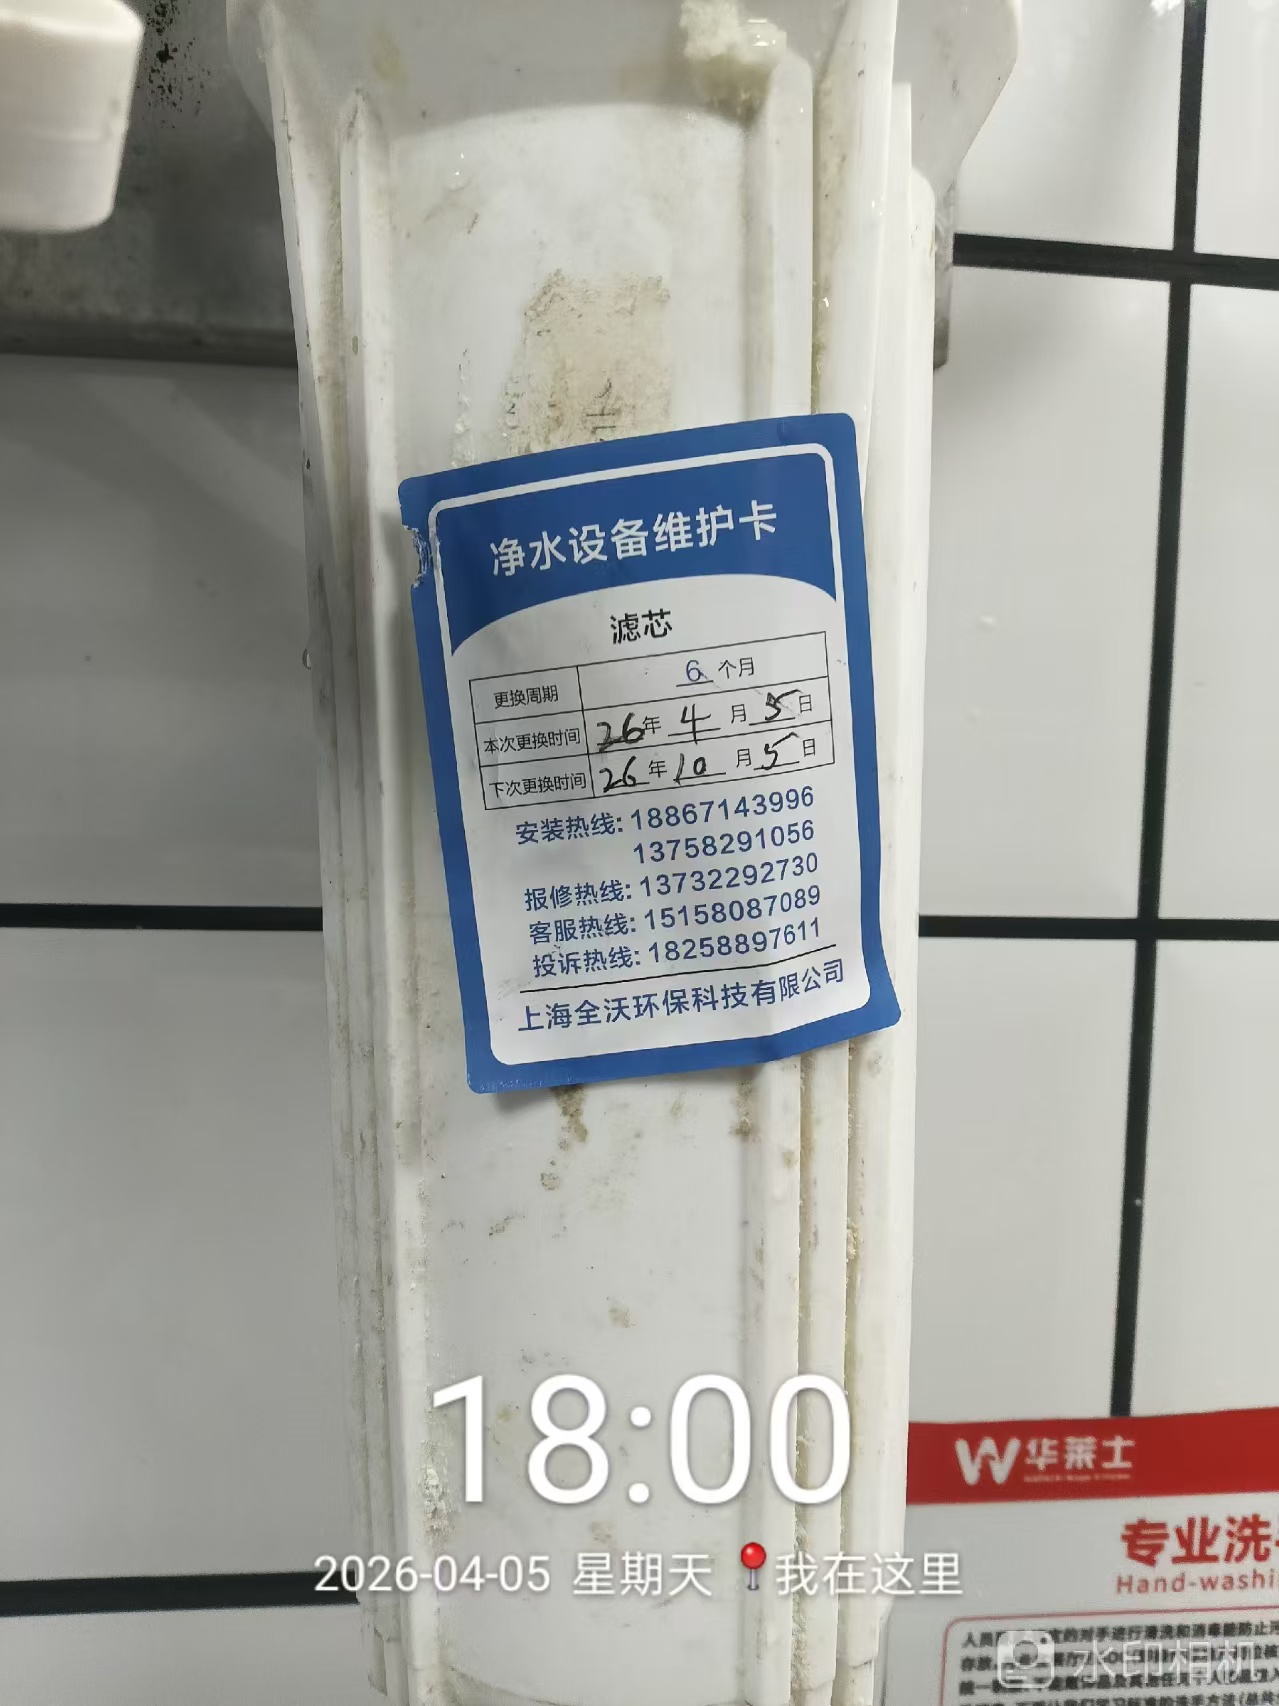 净水设备维护卡
滤芯
更换周期 6 个月
本次更换时间 26年 4 月 5 日
下次更换时间 26年 10 月 5 日
安装热线: 18867143996
13758291056
报修热线: 13732292730
客服热线: 15158087089
投诉热线: 18258897611
上海全沃环保科技有限公司
18:00
2026-04-05 星期天 我在这里
华莱士
专业洗
Hand-washi
水印相机